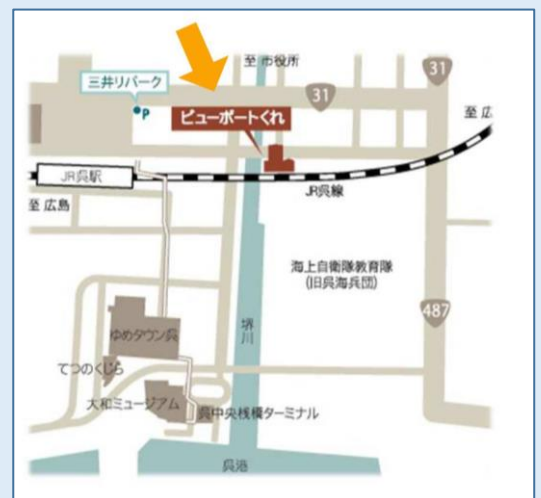 至 市役所
31
三井リパーク
31
P
至 広
ビューポートくれ
JR呉駅
JR呉線
至 広島
海上自衛隊教育隊
(旧呉海兵団)
487
堺川
ゆめタウン呉
てつのくじら
大和ミュージアム
呉中央桟橋ターミナル
呉港